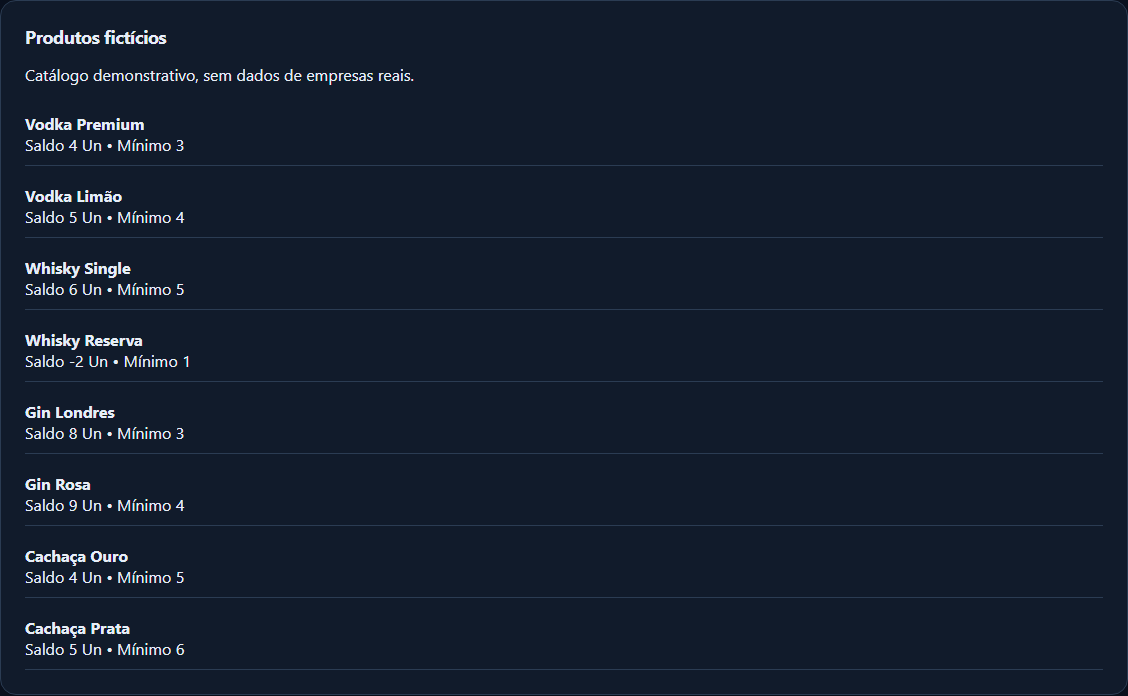 Produtos fictícios
Catálogo demonstrativo, sem dados de empresas reais.
Vodka Premium
Saldo 4 Un • Mínimo 3
Vodka Limão
Saldo 5 Un • Mínimo 4
Whisky Single
Saldo 6 Un • Mínimo 5
Whisky Reserva
Saldo -2 Un • Mínimo 1
Gin Londres
Saldo 8 Un • Mínimo 3
Gin Rosa
Saldo 9 Un • Mínimo 4
Cachaça Ouro
Saldo 4 Un • Mínimo 5
Cachaça Prata
Saldo 5 Un • Mínimo 6